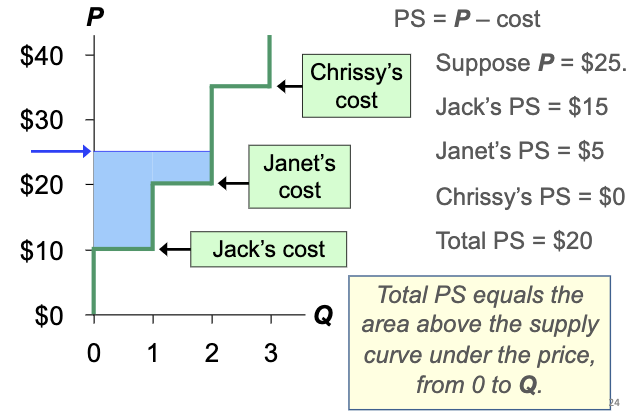 P
PS = P – cost
$40
$30
$20
$10
$0
0 1 2 3
Q
Chrissy's
cost
Janet's
cost
Jack's cost
Suppose P = $25.
Jack's PS = $15
Janet's PS = $5
Chrissy's PS = $0
Total PS = $20
Total PS equals the
area above the supply
curve under the price,
from 0 to Q.
24